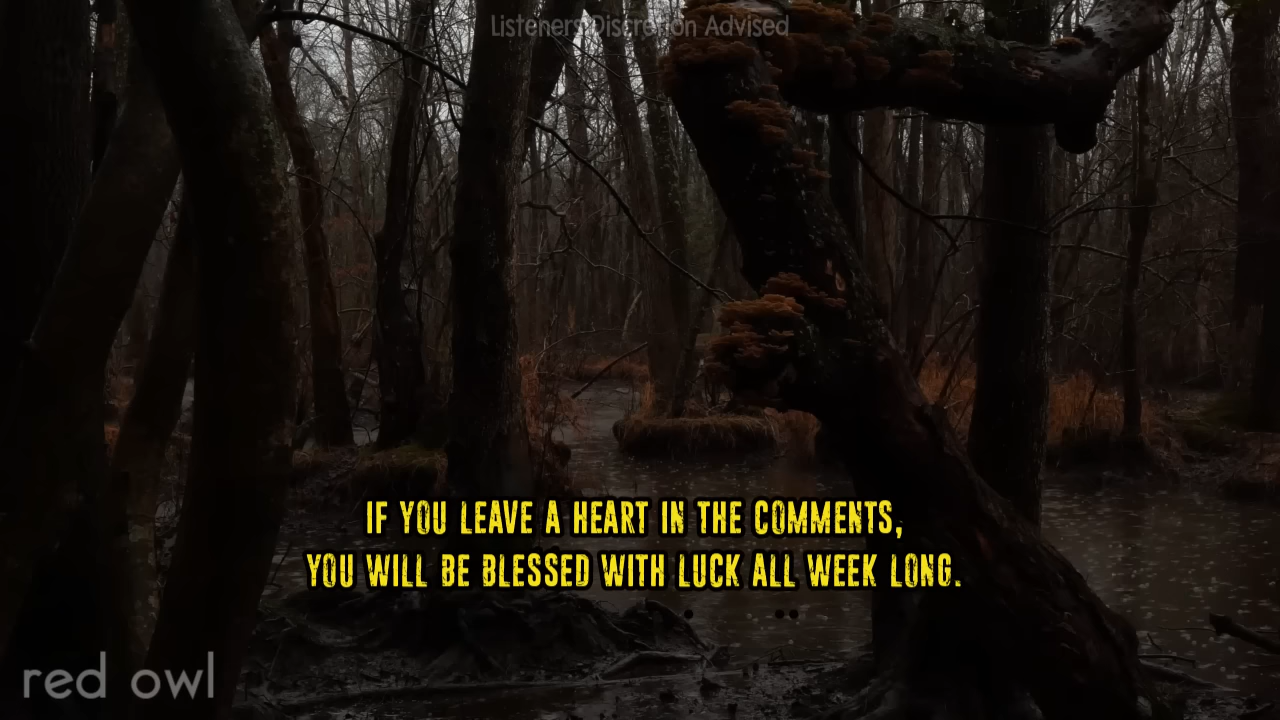 Listeners Discretion Advised
IF YOU LEAVE A HEART IN THE COMMENTS,
YOU WILL BE BLESSED WITH LUCK ALL WEEK LONG.
red owl